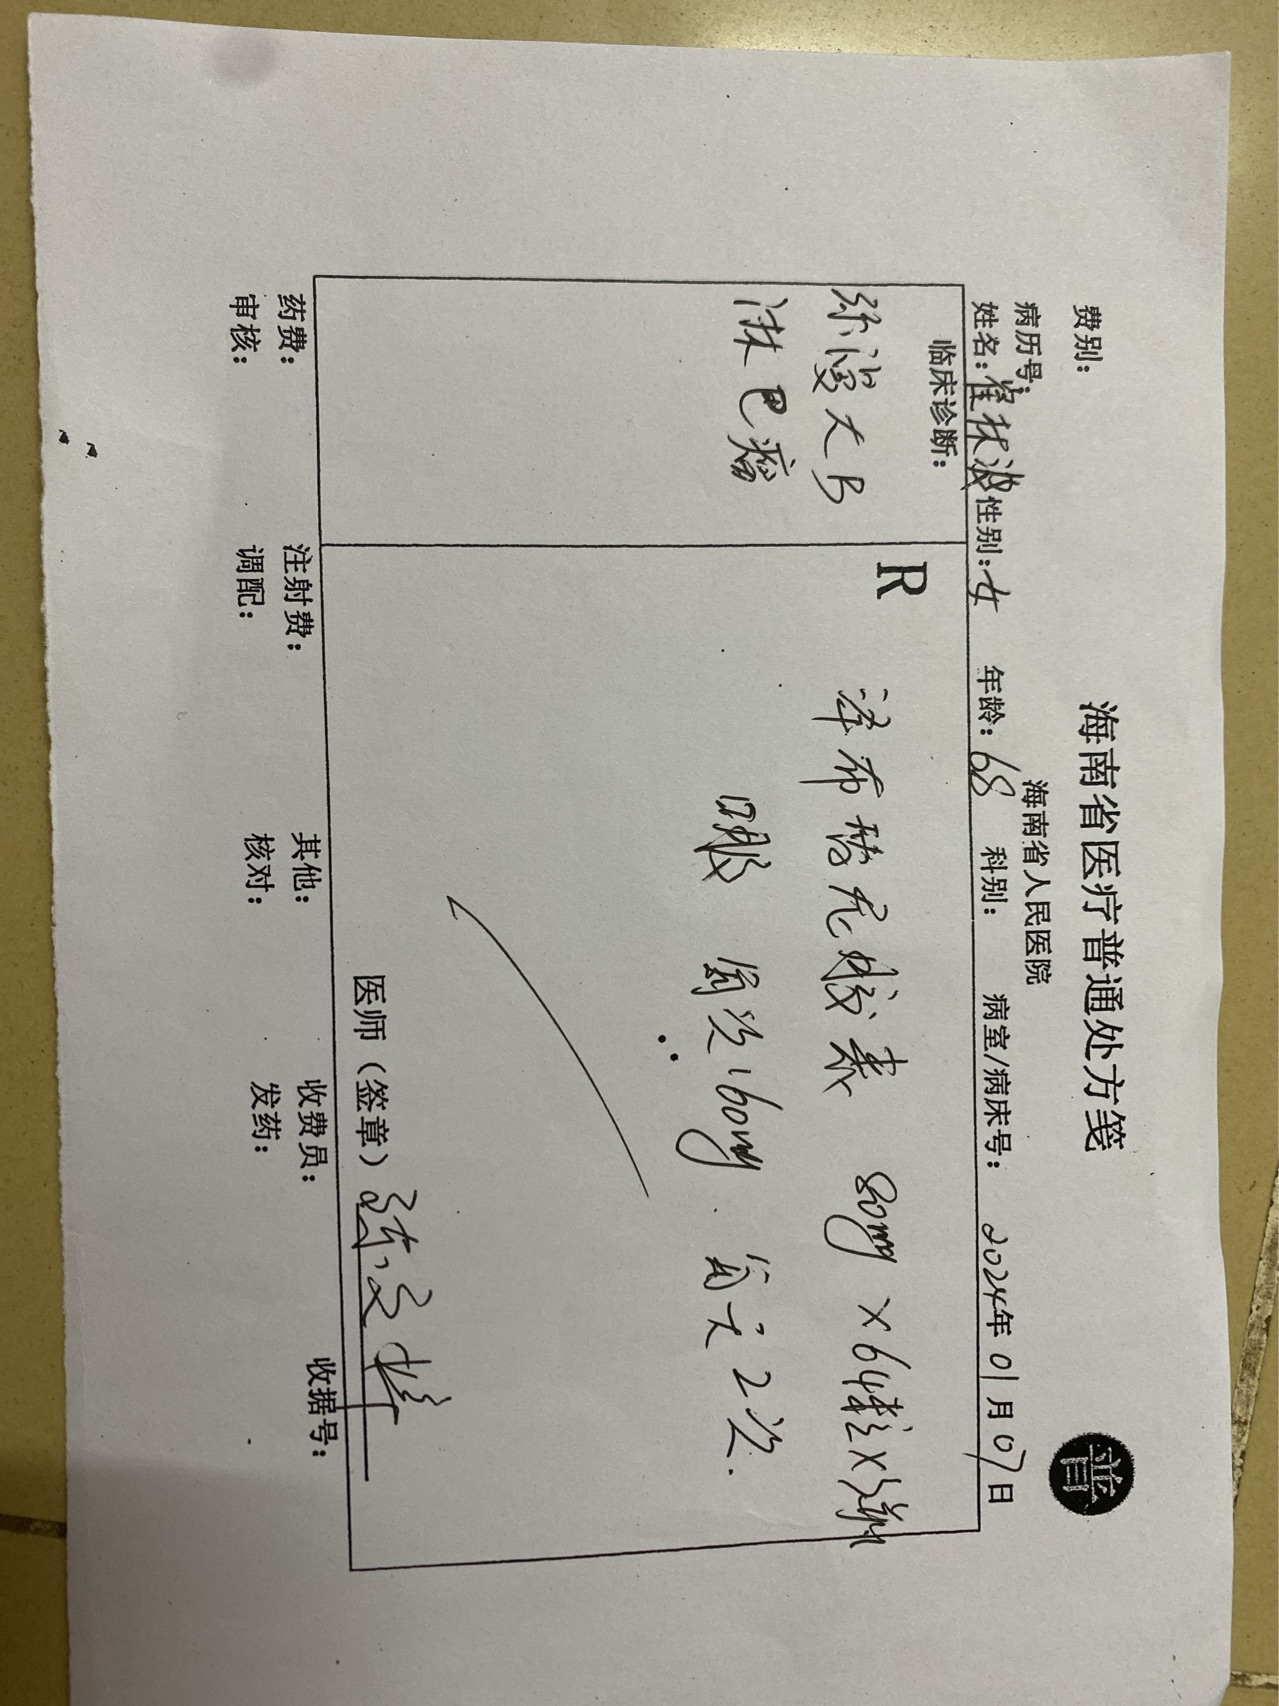 海南省医疗普通处方笺
普
海南省人民医院
费别：
病历号：
姓名：崔秋波 性别：女 年龄：68 科别： 病室/病床号： 2024年01月07日
临床诊断：
弥漫大B
淋巴瘤
R
泽布替尼胶囊 80mg×64粒×3瓶
口服 每次160mg 每天2次.
医师（签章）
药费： 注射费： 其他： 收费员： 收据号：
审核： 调配： 核对： 发药：